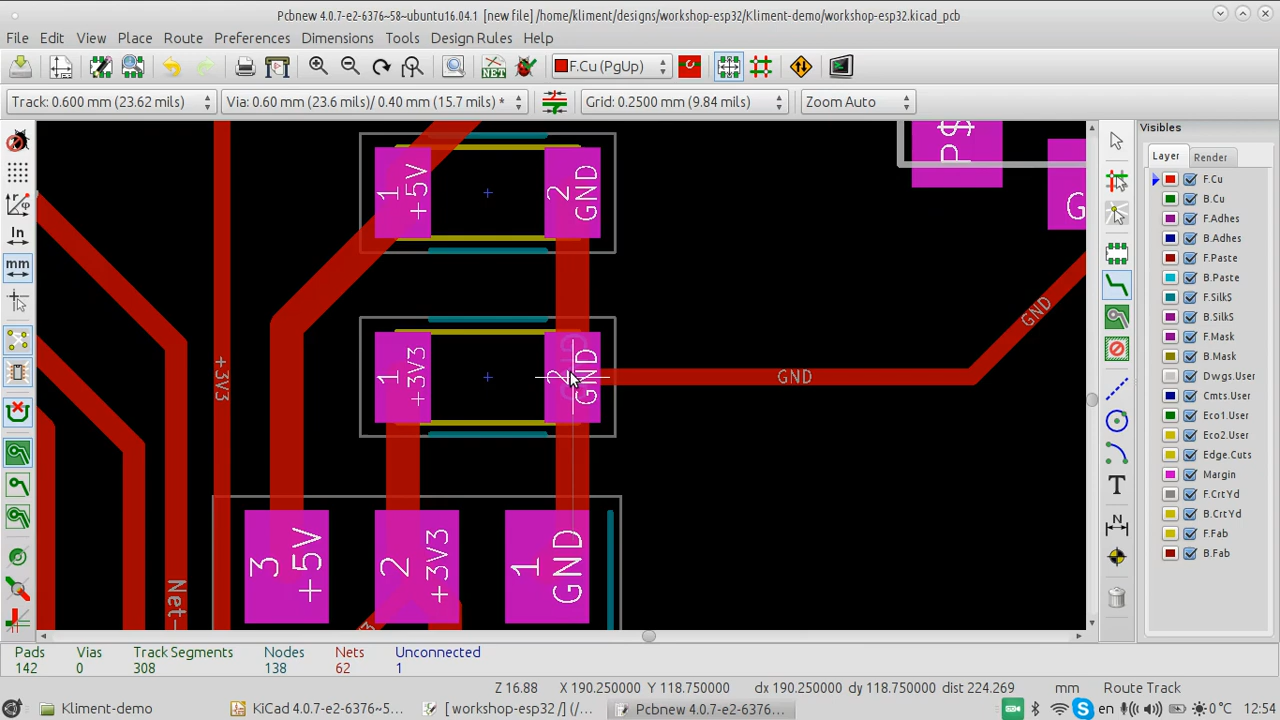 Pcbnew 4.0.7-e2-6376~58~ubuntu16.04.1 [new file] /home/kliment/designs/workshop-esp32/Kliment-demo/workshop-esp32.kicad_pcb
File Edit View Place Route Preferences Dimensions Tools Design Rules Help
NET F.Cu (PgUp)
Track: 0.600 mm (23.62 mils) Via: 0.60 mm (23.6 mils)/ 0.40 mm (15.7 mils) * Grid: 0.2500 mm (9.84 mils) Zoom Auto
Visibles
Layer Render
F.Cu
B.Cu
F.Adhes
B.Adhes
F.Paste
B.Paste
F.SilkS
B.SilkS
F.Mask
B.Mask
Dwgs.User
Cmts.User
Eco1.User
Eco2.User
Edge.Cuts
Margin
F.CrtYd
B.CrtYd
F.Fab
B.Fab
In
mm
P$
G
1 +5V
2 GND
GND
+3V3
1 +3V3
2 GND
GND
3 +5V
2 +3V3
1 GND
Net-
Pads Vias Track Segments Nodes Nets Unconnected
142 0 308 138 62 1
Z 16.88 X 190.250000 Y 118.750000 dx 190.250000 dy 118.750000 dist 224.269 mm Route Track
Kliment-demo KiCad 4.0.7-e2-6376~5... [ workshop-esp32 /] (/... Pcbnew 4.0.7-e2-6376~... en 0°C 12:54